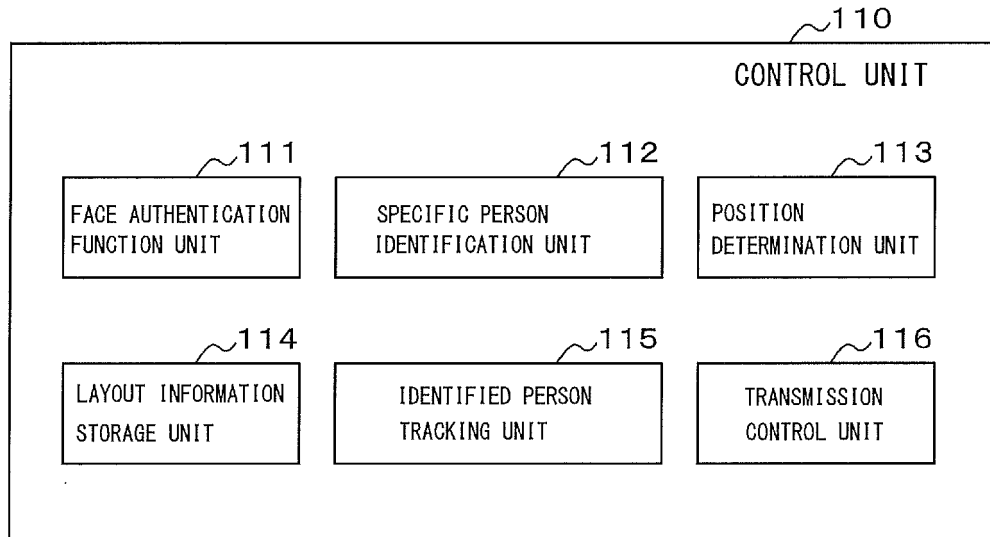 110
CONTROL UNIT
111
112
113
FACE AUTHENTICATION
FUNCTION UNIT
SPECIFIC PERSON
IDENTIFICATION UNIT
POSITION
DETERMINATION UNIT
114
115
116
LAYOUT INFORMATION
STORAGE UNIT
IDENTIFIED PERSON
TRACKING UNIT
TRANSMISSION
CONTROL UNIT